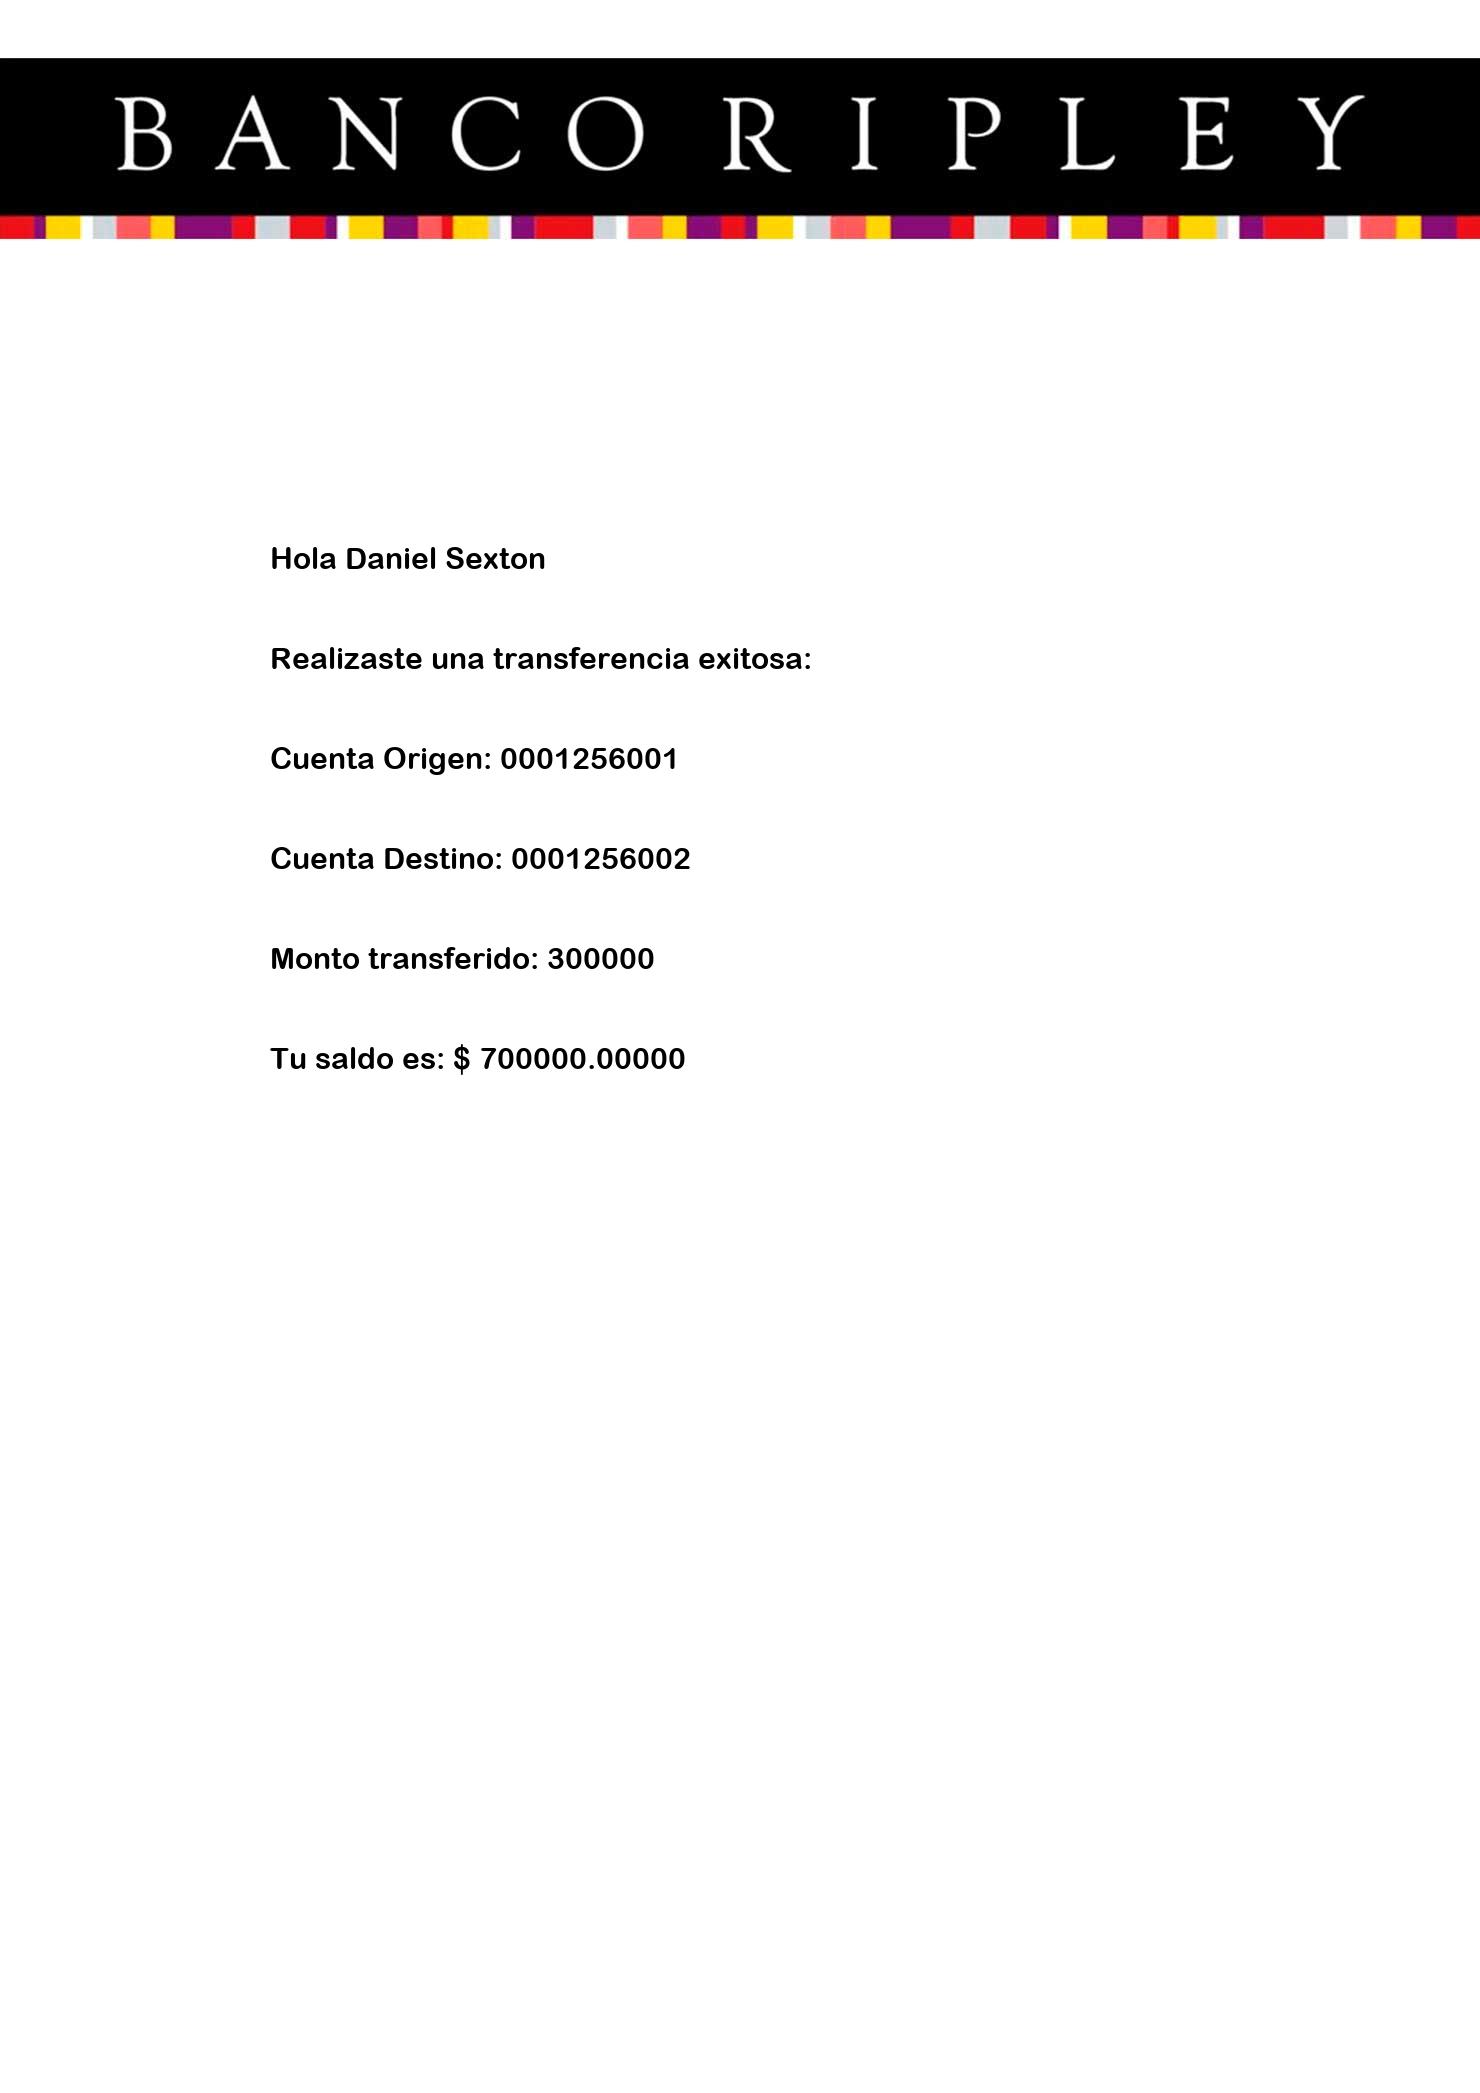 BANCO RIPLEY
Hola Daniel Sexton
Realizaste una transferencia exitosa:
Cuenta Origen: 0001256001
Cuenta Destino: 0001256002
Monto transferido: 300000
Tu saldo es: $ 700000.00000